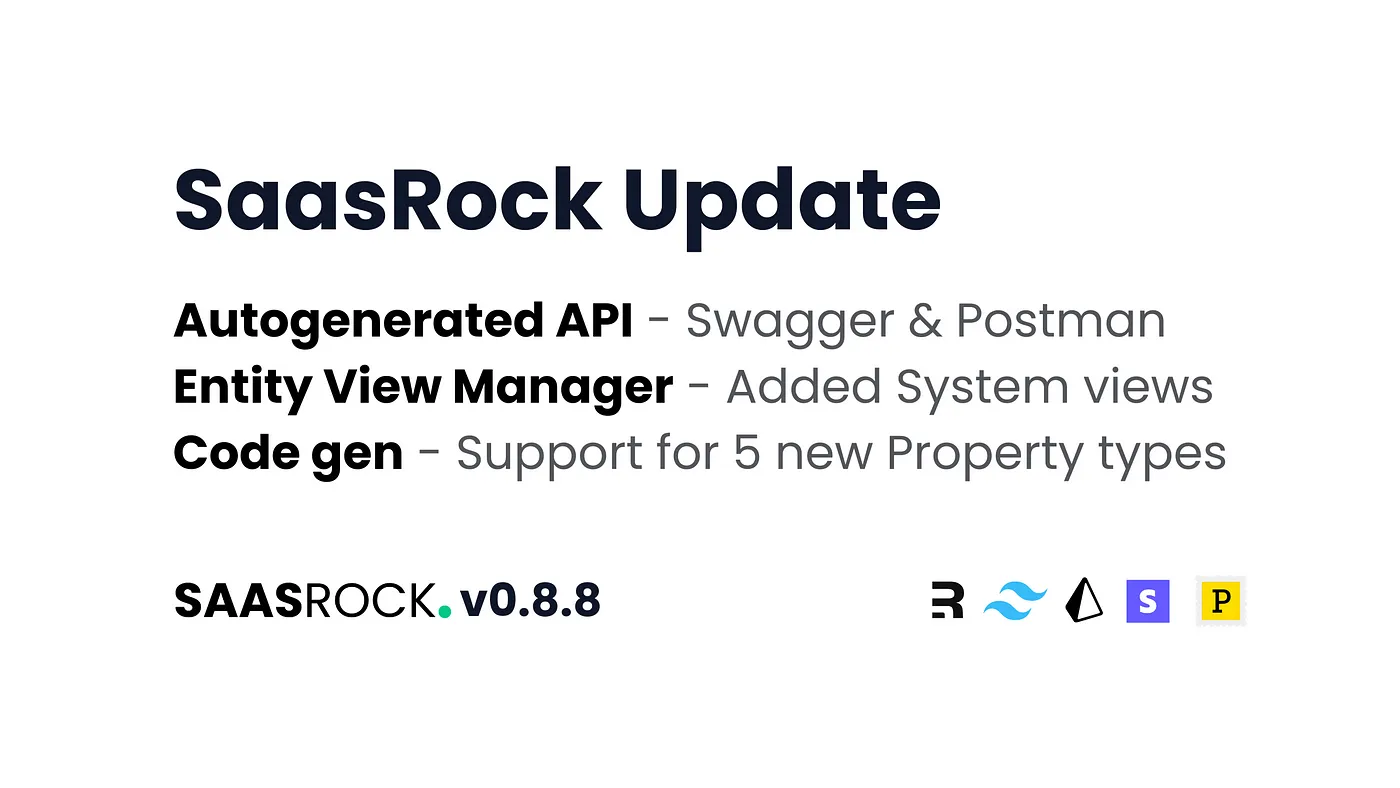 SaasRock Update
Autogenerated API - Swagger & Postman
Entity View Manager - Added System views
Code gen - Support for 5 new Property types
SAASROCK. v0.8.8
R S P